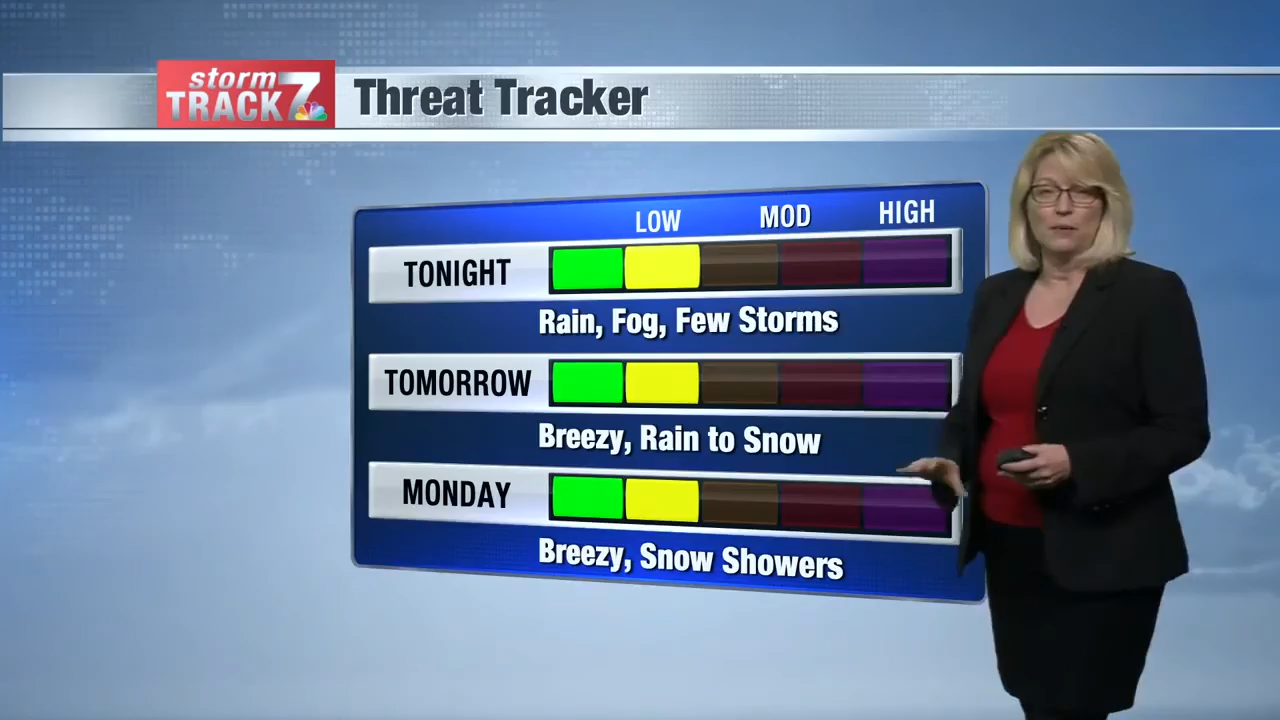 storm
TRACK 7
Threat Tracker
LOW MOD HIGH
TONIGHT
Rain, Fog, Few Storms
TOMORROW
Breezy, Rain to Snow
MONDAY
Breezy, Snow Showers